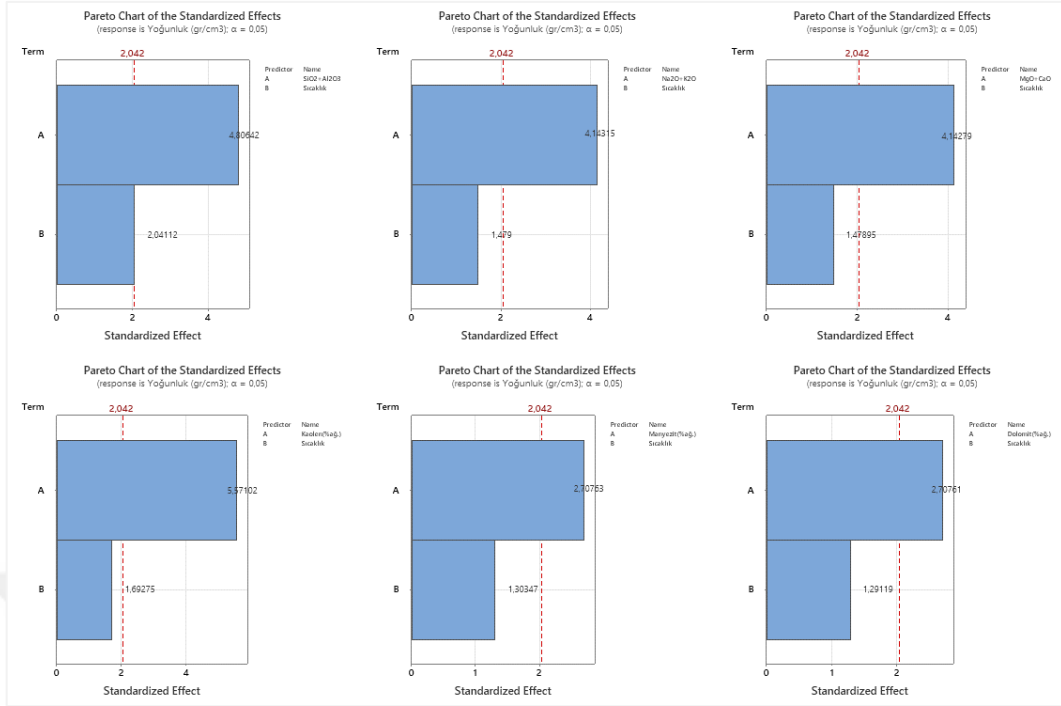 Pareto Chart of the Standardized Effects
(response is Yoğunluk (gr/cm3); α = 0,05)
Term
2,042
Predictor Name
A SiO2+Al2O3
B Sıcaklık
A
4,80642
B
2,04112
0 2 4
Standardized Effect
Pareto Chart of the Standardized Effects
(response is Yoğunluk (gr/cm3); α = 0,05)
Term
2,042
Predictor Name
A Na2O+K2O
B Sıcaklık
A
4,14315
B
1,479
0 2 4
Standardized Effect
Pareto Chart of the Standardized Effects
(response is Yoğunluk (gr/cm3); α = 0,05)
Term
2,042
Predictor Name
A MgO+CaO
B Sıcaklık
A
4,14279
B
1,47895
0 2 4
Standardized Effect
Pareto Chart of the Standardized Effects
(response is Yoğunluk (gr/cm3); α = 0,05)
Term
2,042
Predictor Name
A Kaolen(%ağ.)
B Sıcaklık
A
5,57102
B
1,69275
0 2 4
Standardized Effect
Pareto Chart of the Standardized Effects
(response is Yoğunluk (gr/cm3); α = 0,05)
Term
2,042
Predictor Name
A Manyezit(%ağ.)
B Sıcaklık
A
2,70763
B
1,30347
0 1 2
Standardized Effect
Pareto Chart of the Standardized Effects
(response is Yoğunluk (gr/cm3); α = 0,05)
Term
2,042
Predictor Name
A Dolomit(%ağ.)
B Sıcaklık
A
2,70761
B
1,29119
0 1 2
Standardized Effect